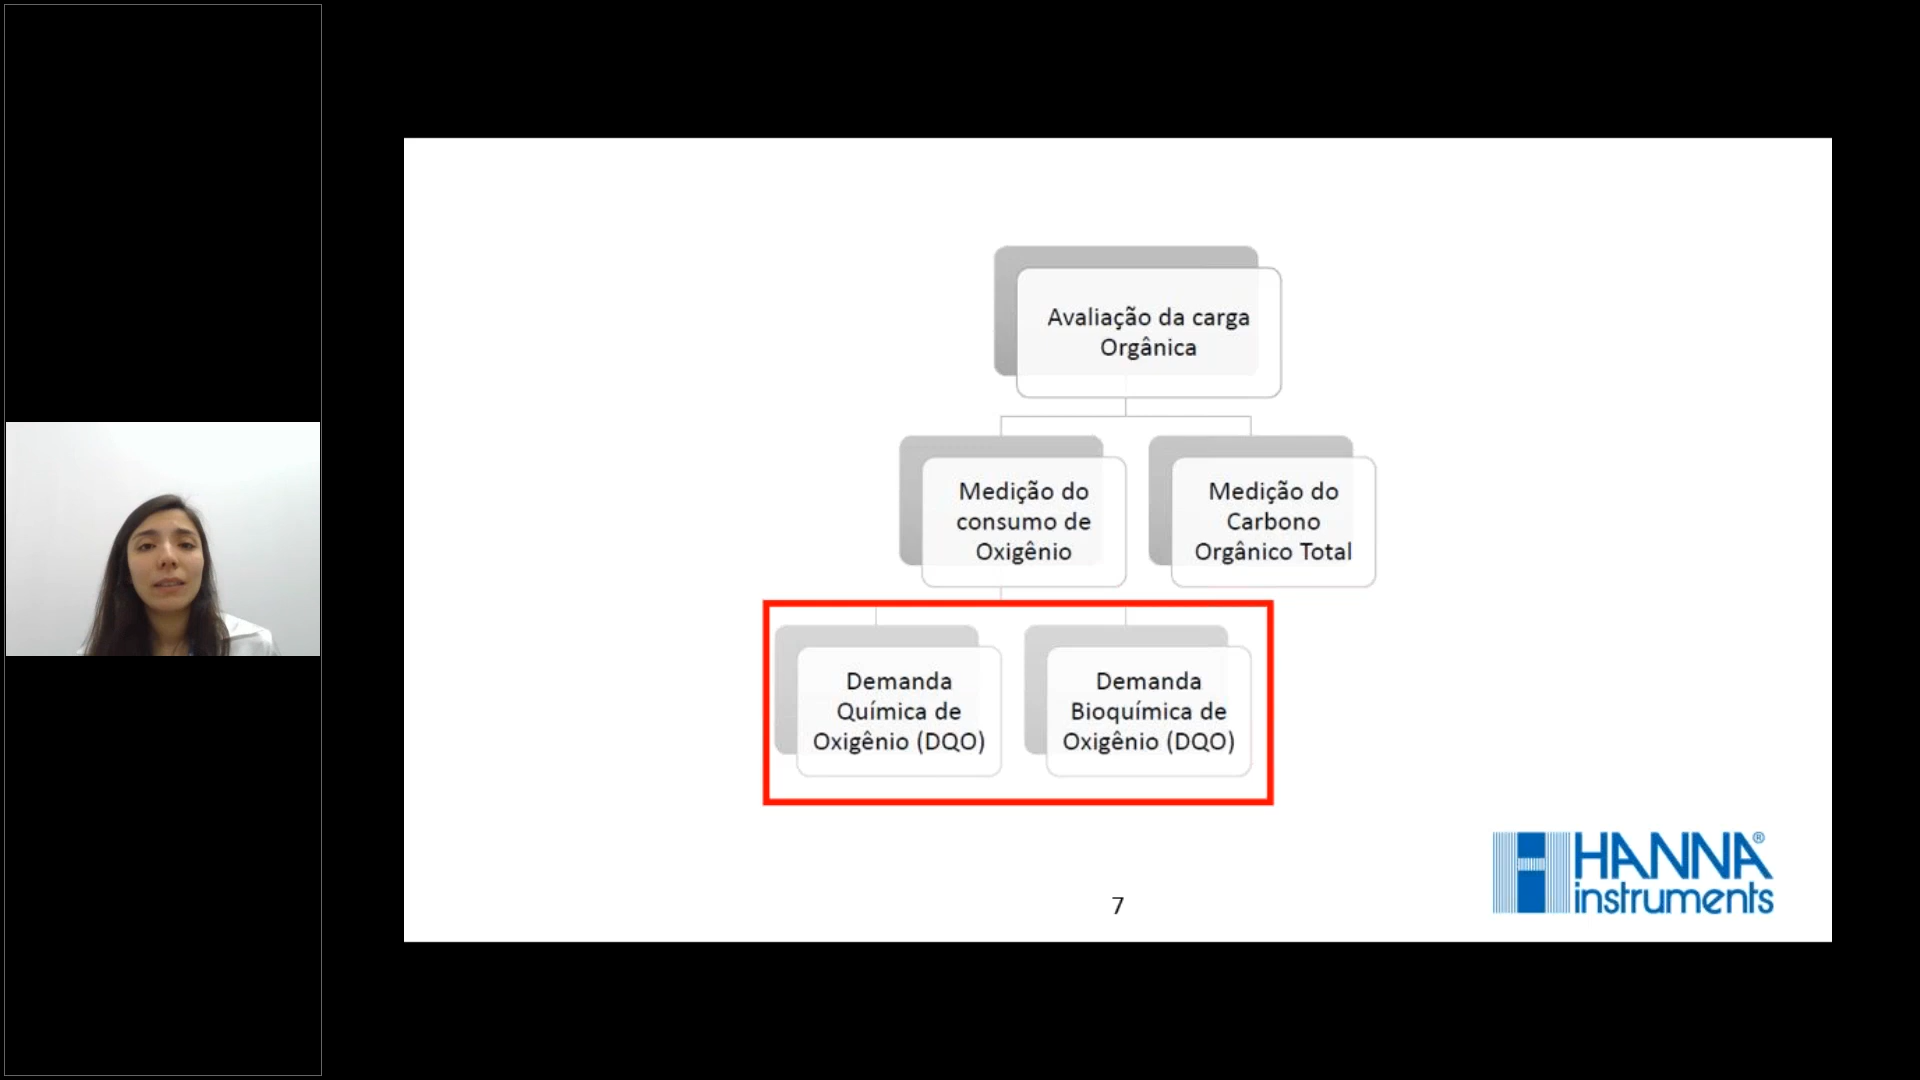 Avaliação da carga
Orgânica
Medição do
consumo de
Oxigênio
Medição do
Carbono
Orgânico Total
Demanda
Química de
Oxigênio (DQO)
Demanda
Bioquímica de
Oxigênio (DQO)
HANNA®
instruments
7